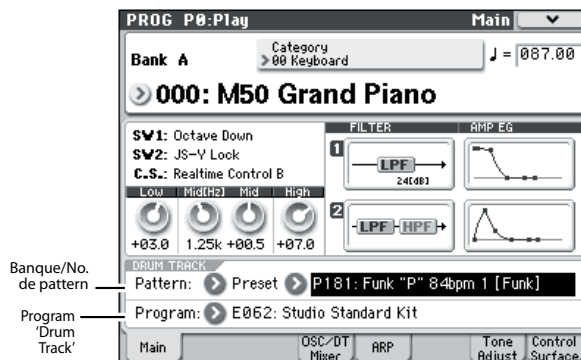 PROG P0:Play
Main
Bank A
Category
00 Keyboard
♩ = 087.00
000: M50 Grand Piano
SW1: Octave Down
SW2: JS-Y Lock
C.S.: Realtime Control B
Low Mid[Hz] Mid High
+03.0 1.25k +00.5 +07.0
FILTER
AMP EG
1
LPF
24[dB]
2
LPF HPF
DRUM TRACK
Banque/No. de pattern
Pattern: Preset P181: Funk "P" 84bpm 1 [Funk]
Program 'Drum Track'
Program: E062: Studio Standard Kit
Main
OSC/DT Mixer
ARP
Tone Adjust
Control Surface